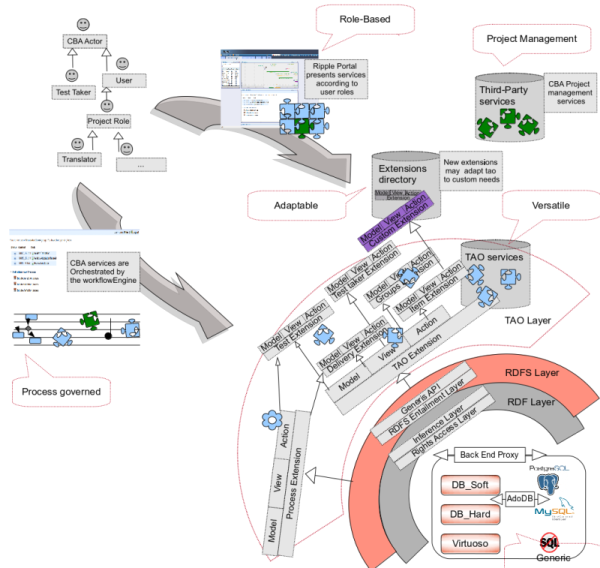 Role-Based
CBA Actor
Test Taker
User
Project Role
Translator
...
Ripple Portal
presents services
according to
user roles
Project Management
Third-Party
services
CBA Project
management
services
Extensions
directory
Model View Action
Extension
New extensions
may adapt tao
to custom needs
Adaptable
Versatile
Model View Action
Custom Extension
TAO services
TAO Layer
CBA services are
Orchestrated by
the workflowEngine
Process governed
Model View Action
Test taker Extension
Model View Action
Groups Extension
Model View Action
Item Extension
Model View Action
Test Extension
Model View Action
Delivery Extension
Model View Action
TAO Extension
Model View Action
Process Extension
RDFS Layer
RDF Layer
Generis API
RDFS Entailment Layer
Inference Layer
Rights Access Layer
Back End Proxy
PostgreSQL
DB_Soft
AdoDB
MySQL
DB_Hard
Virtuoso
SQL
Generic